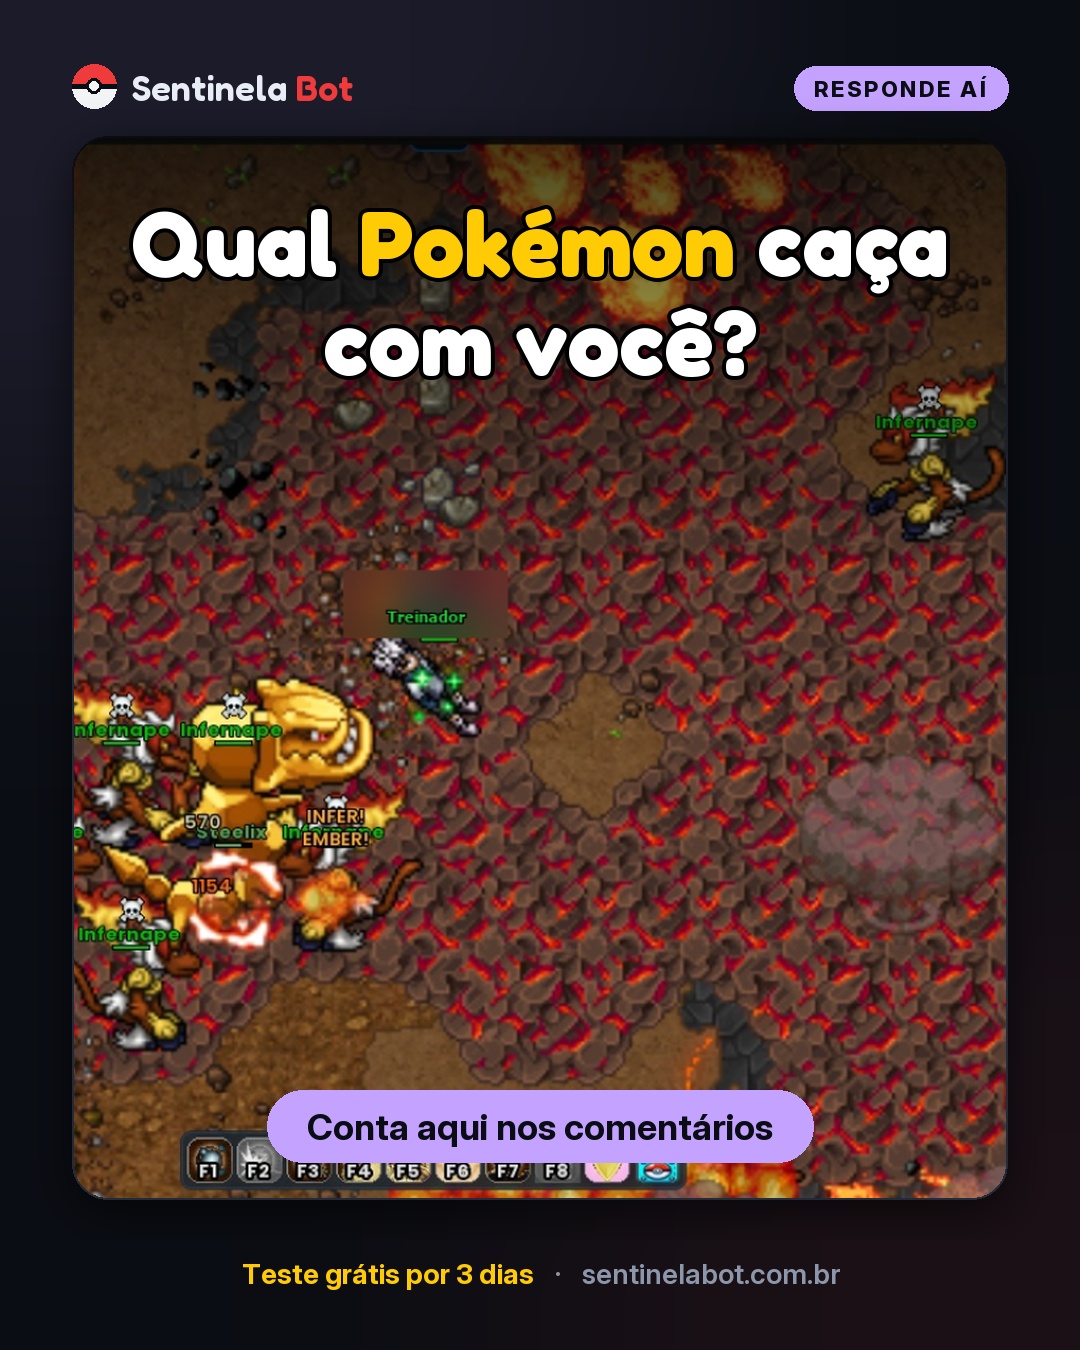 Sentinela Bot
RESPONDE AÍ
Qual Pokémon caça
com você?
Infernape
Treinador
nfernape Infernape
570
Steelix
INFER!
EMBER!
Infernape
e
1154
Infernape
Conta aqui nos comentários
F1 F2 F3 F4 F5 F6 F7 F8
Teste grátis por 3 dias · sentinelabot.com.br